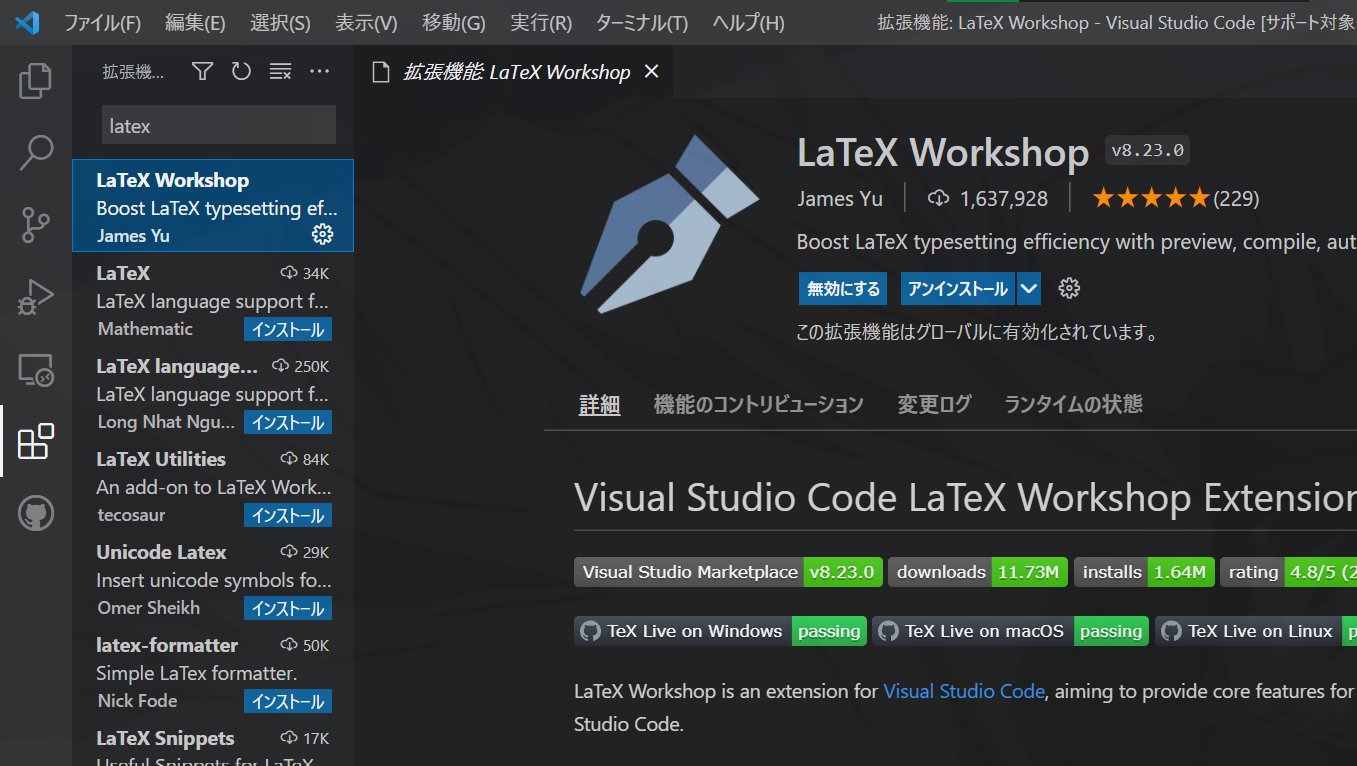 ファイル(F) 編集(E) 選択(S) 表示(V) 移動(G) 実行(R) ターミナル(T) ヘルプ(H) 拡張機能: LaTeX Workshop - Visual Studio Code [サポート対象
拡張機...
拡張機能: LaTeX Workshop
latex
LaTeX Workshop
Boost LaTeX typesetting ef...
James Yu
LaTeX 34K
LaTeX language support f...
Mathematic インストール
LaTeX language... 250K
LaTeX language support f...
Long Nhat Ngu... インストール
LaTeX Utilities 84K
An add-on to LaTeX Work...
tecosaur インストール
Unicode Latex 29K
Insert unicode symbols fo...
Omer Sheikh インストール
latex-formatter 50K
Simple LaTex formatter.
Nick Fode インストール
LaTeX Snippets 17K
Useful Snippets for LaTeX
LaTeX Workshop v8.23.0
James Yu 1,637,928 (229)
Boost LaTeX typesetting efficiency with preview, compile, aut
無効にする アンインストール
この拡張機能はグローバルに有効化されています。
詳細 機能のコントリビューション 変更ログ ランタイムの状態
Visual Studio Code LaTeX Workshop Extension
Visual Studio Marketplace v8.23.0 downloads 11.73M installs 1.64M rating 4.8/5 (2
TeX Live on Windows passing TeX Live on macOS passing TeX Live on Linux p
LaTeX Workshop is an extension for Visual Studio Code, aiming to provide core features for
Studio Code.